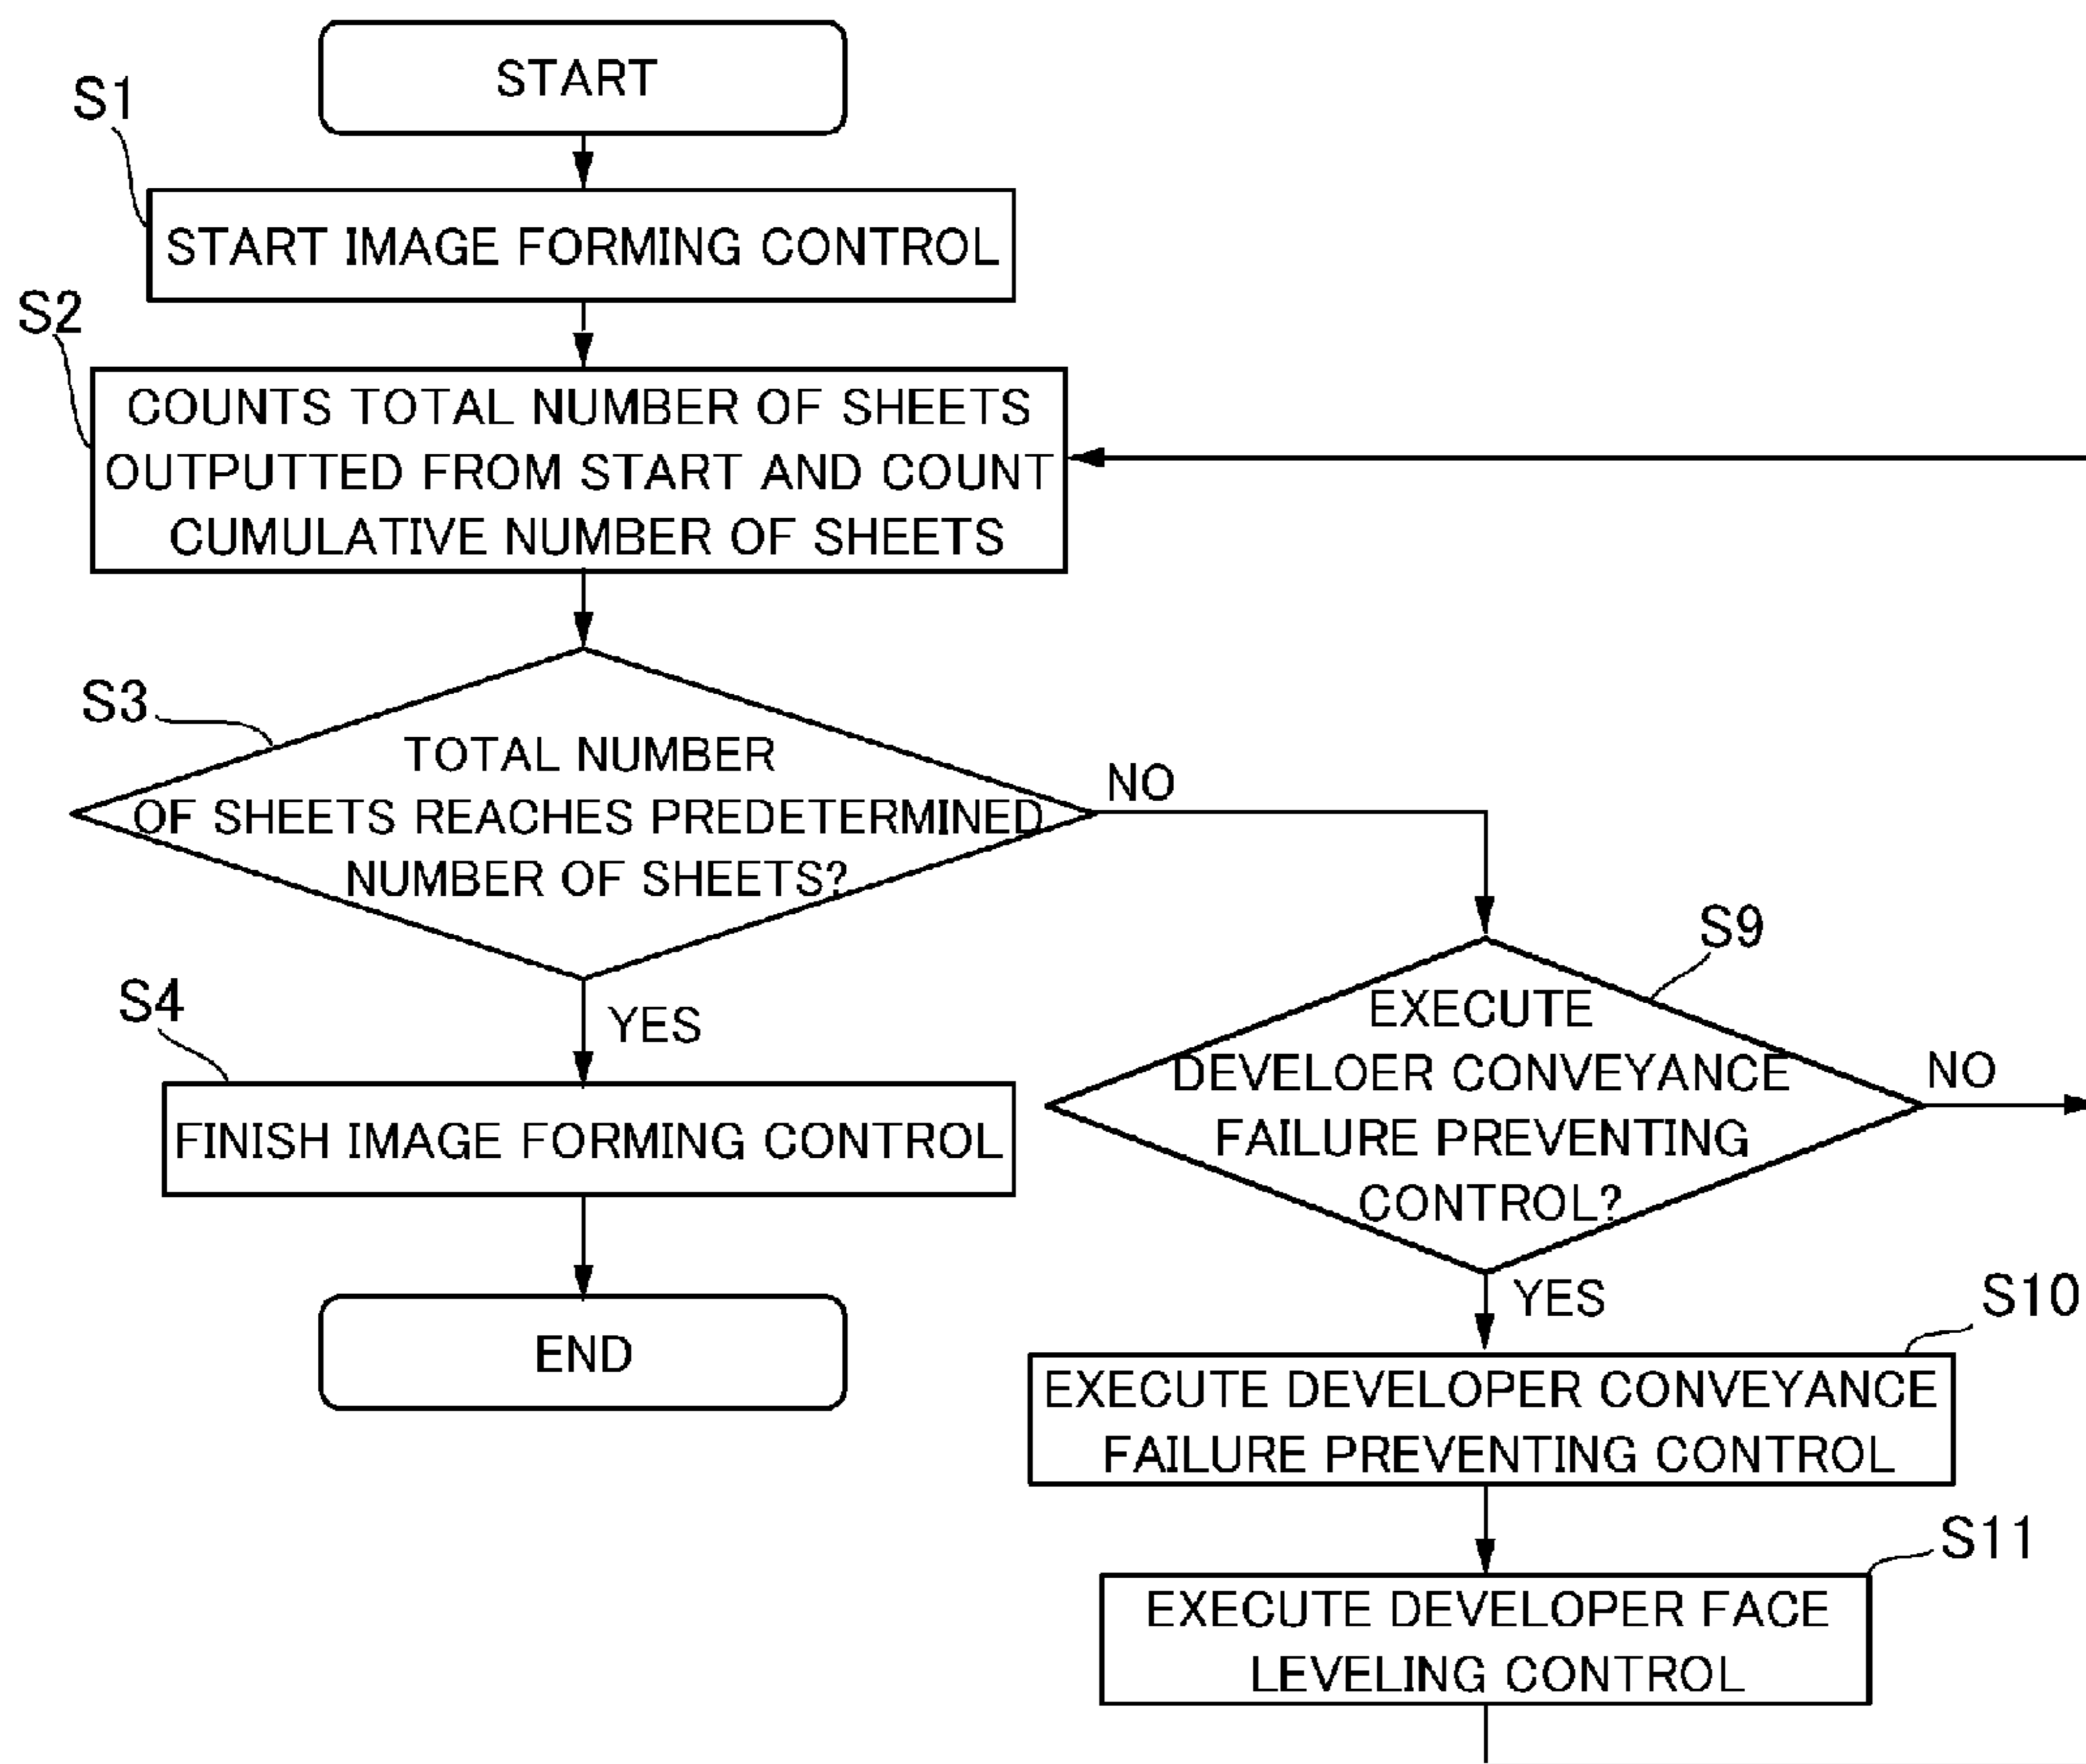 START
S1
START IMAGE FORMING CONTROL
S2
COUNTS TOTAL NUMBER OF SHEETS
OUTPUTTED FROM START AND COUNT
CUMULATIVE NUMBER OF SHEETS
S3
TOTAL NUMBER
OF SHEETS REACHES PREDETERMINED
NUMBER OF SHEETS?
NO
YES
S4
FINISH IMAGE FORMING CONTROL
END
S9
EXECUTE
DEVELOER CONVEYANCE
FAILURE PREVENTING
CONTROL?
NO
YES
S10
EXECUTE DEVELOPER CONVEYANCE
FAILURE PREVENTING CONTROL
S11
EXECUTE DEVELOPER FACE
LEVELING CONTROL